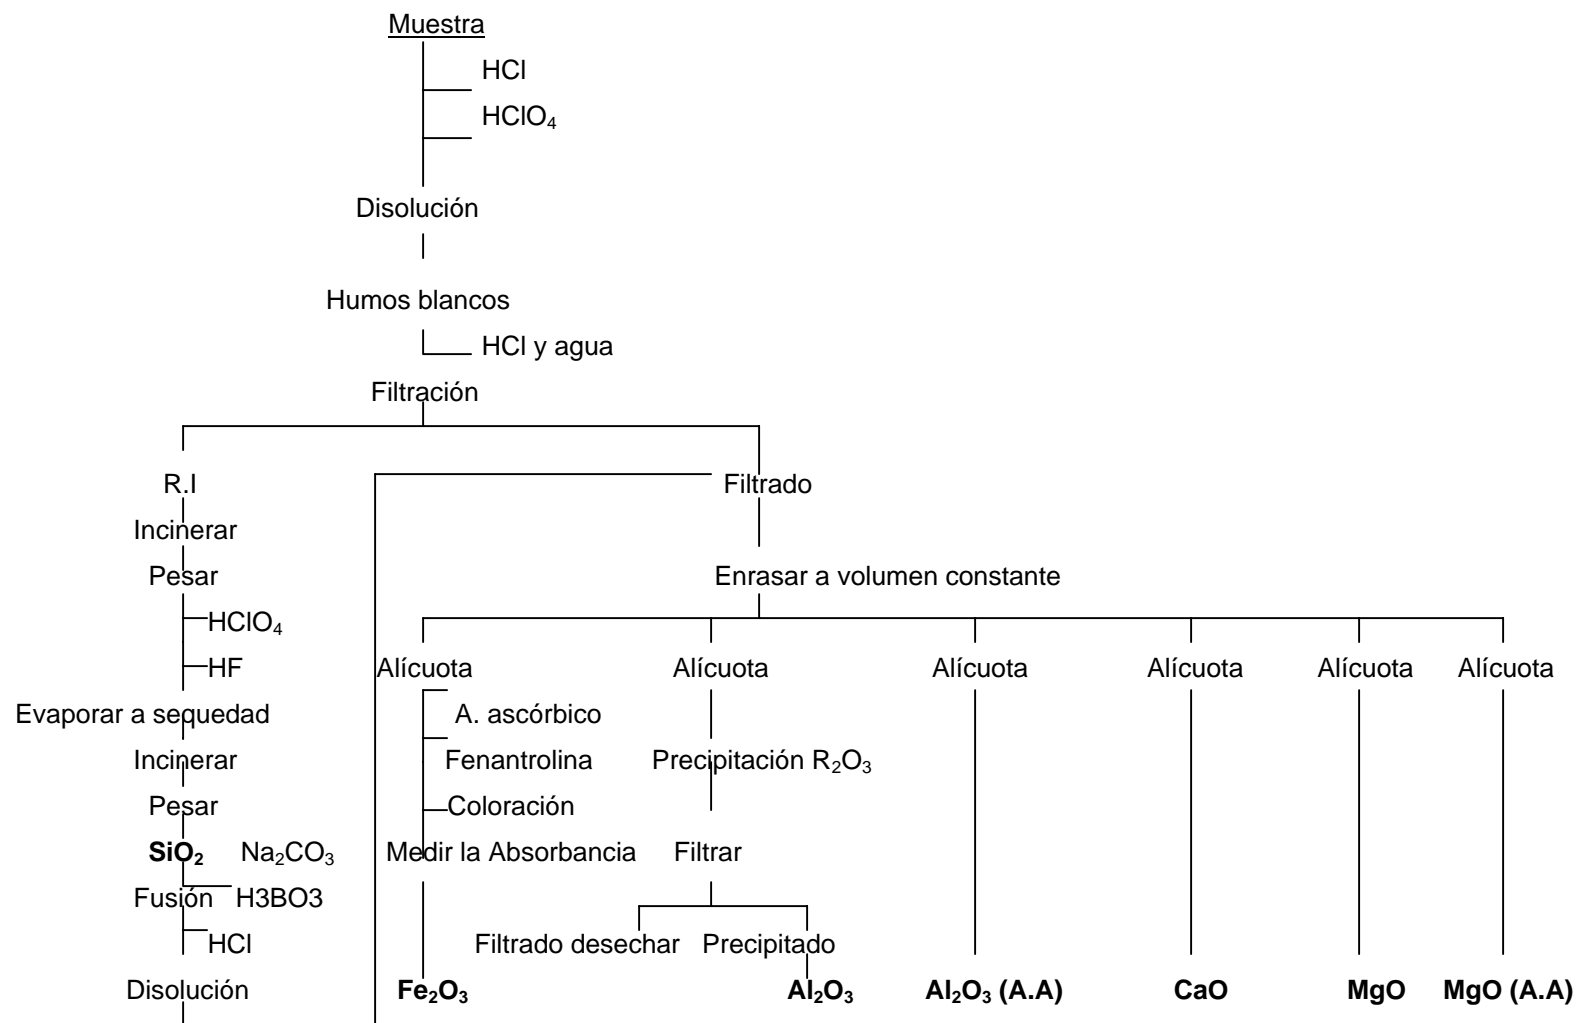 Muestra
HCl
HClO₄
Disolución
Humos blancos
HCl y agua
Filtración
R.I Filtrado
Incinerar
Pesar Enrasar a volumen constante
HClO₄
HF Alícuota Alícuota Alícuota Alícuota Alícuota Alícuota
Evaporar a sequedad A. ascórbico
Incinerar Fenantrolina Precipitación R₂O₃
Pesar Coloración
SiO₂ Na₂CO₃ Medir la Absorbancia Filtrar
Fusión H3BO3
HCl Filtrado desechar Precipitado
Disolución Fe₂O₃ Al₂O₃ Al₂O₃ (A.A) CaO MgO MgO (A.A)